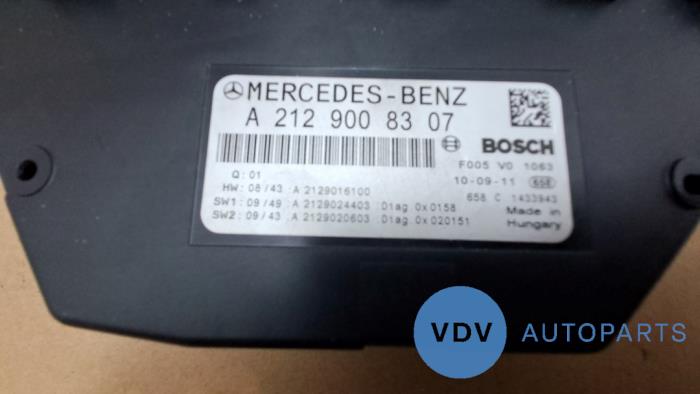 MERCEDES-BENZ
A 212 900 83 07
BOSCH
F005 V0 1063
Q: 01
10-09-11 658
HW: 08/43 :A 2129016100
658 C 1433943
SW1: 09/49 :A 2129024403 :Diag :0x0158
Made in
SW2: 09/43 :A 2129020603 :Diag :0x020151
Hungary
VDV AUTOPARTS